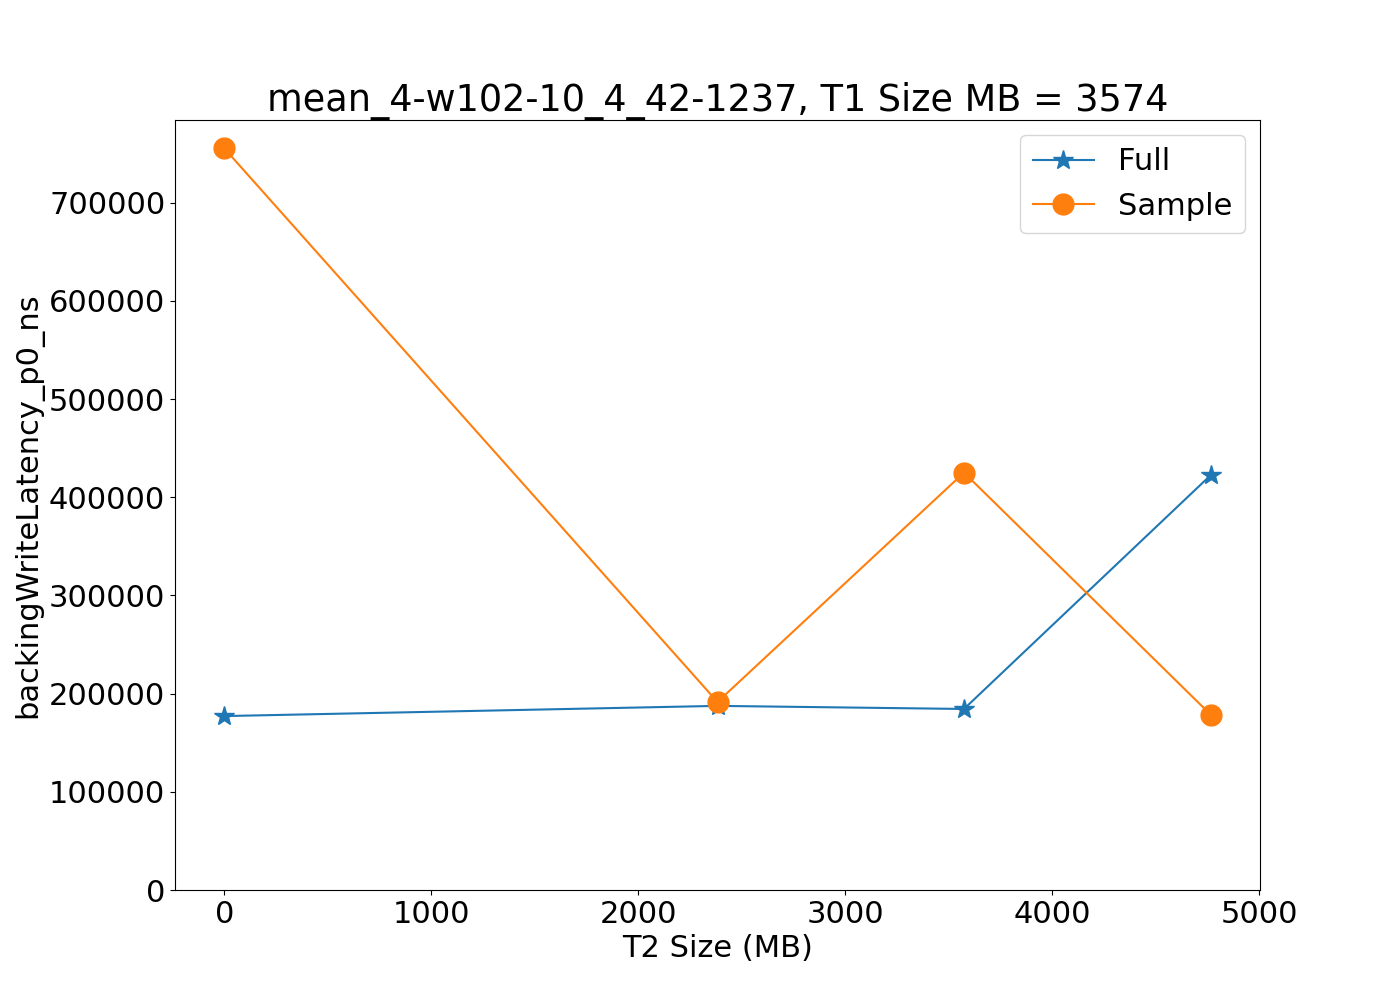 mean_4-w102-10_4_42-1237, T1 Size MB = 3574
Full
Sample
backingWriteLatency_p0_ns
700000
600000
500000
400000
300000
200000
100000
0
0 1000 2000 3000 4000 5000
T2 Size (MB)